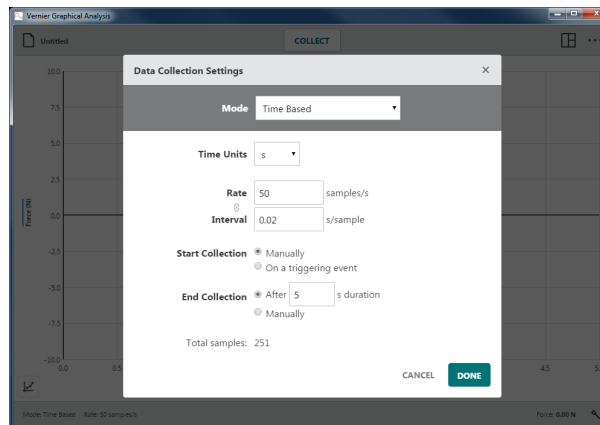 Vernier Graphical Analysis
Untitled
COLLECT
Data Collection Settings
Mode Time Based
Time Units s
Rate 50 samples/s
Interval 0.02 s/sample
Start Collection Manually
On a triggering event
End Collection After 5 s duration
Manually
Total samples: 251
CANCEL DONE
Force (N)
10.0
7.5
5.0
2.5
0.0
-2.5
-5.0
-7.5
-10.0
0.0 0.5 4.5 5.
Mode: Time Based Rate: 50 samples/s Force: 0.00 N